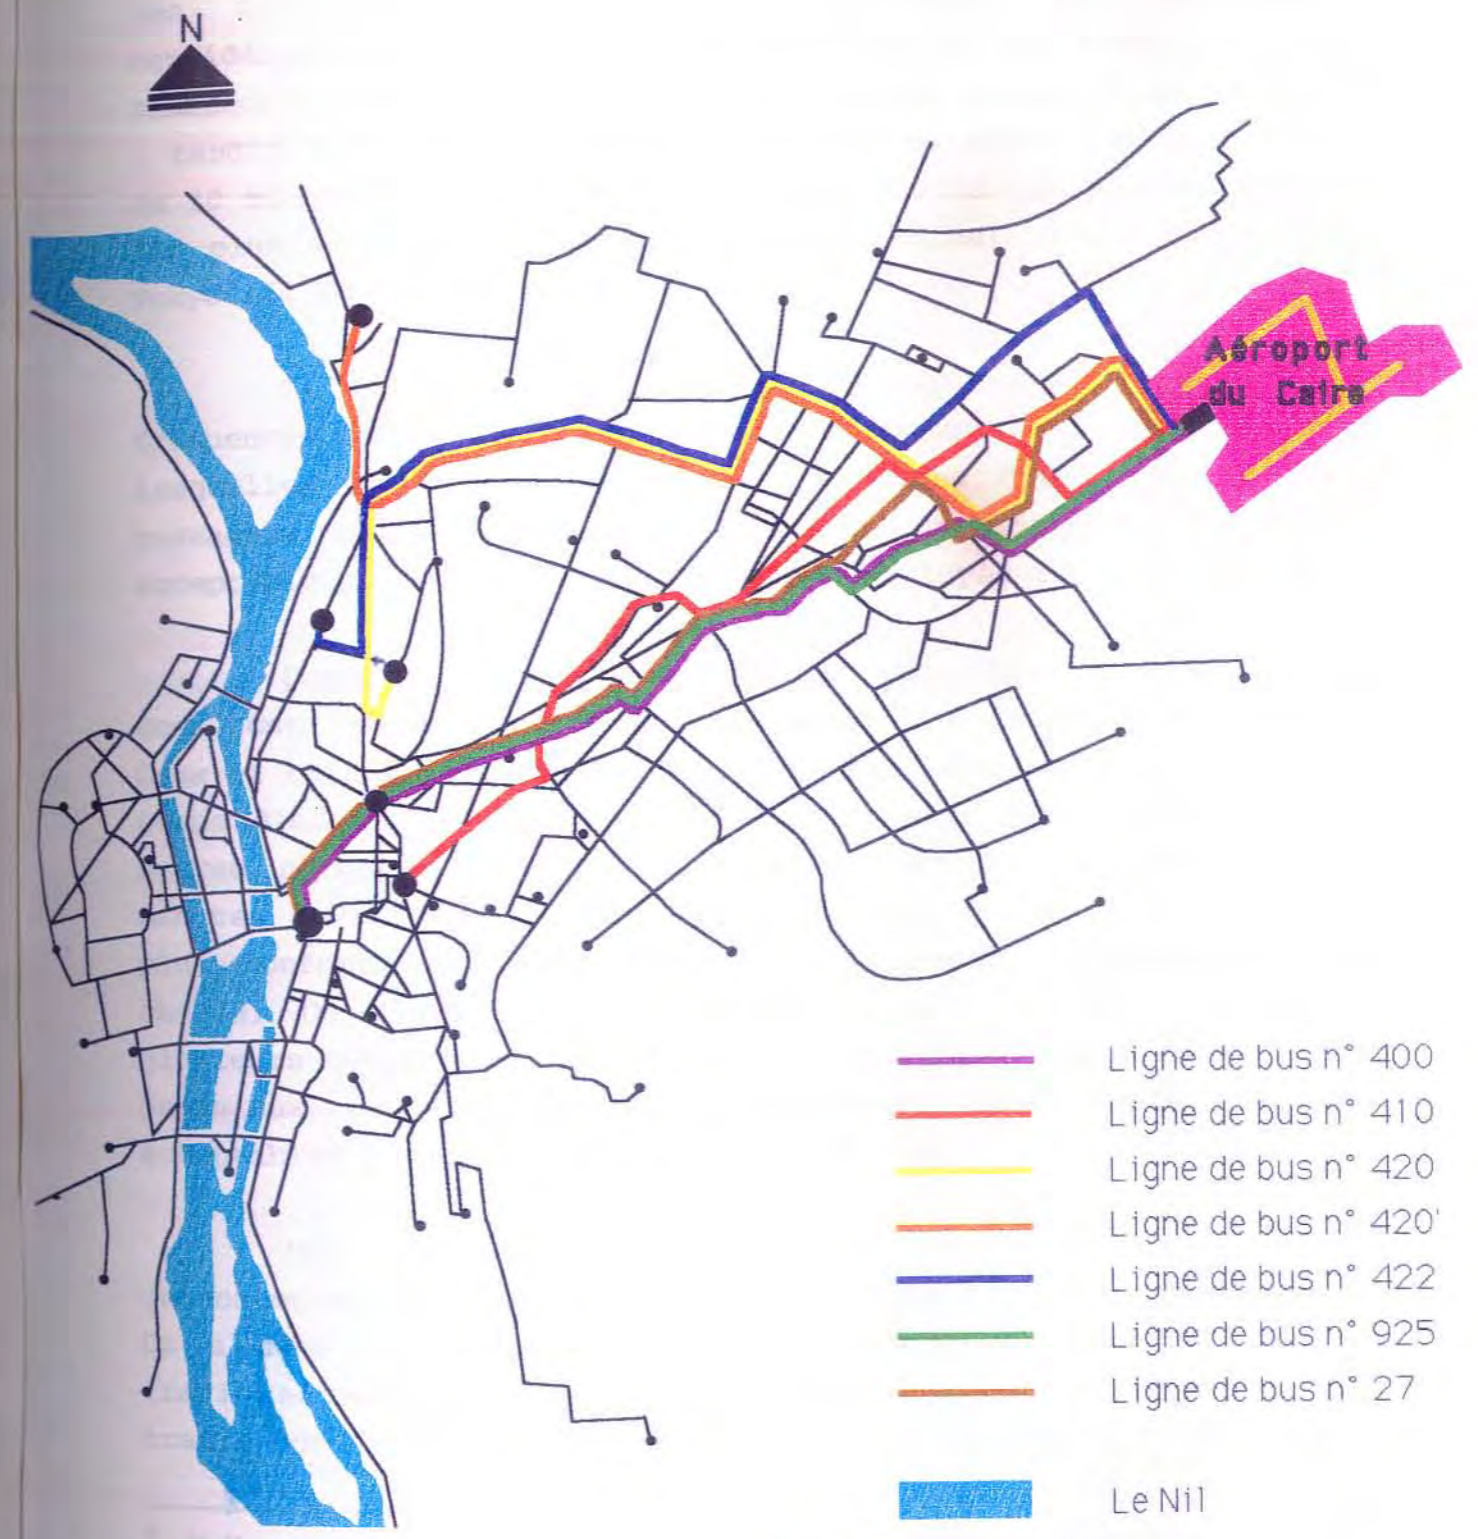 N
Aéroport
du Caire
Ligne de bus n° 400
Ligne de bus n° 410
Ligne de bus n° 420
Ligne de bus n° 420'
Ligne de bus n° 422
Ligne de bus n° 925
Ligne de bus n° 27
Le Nil